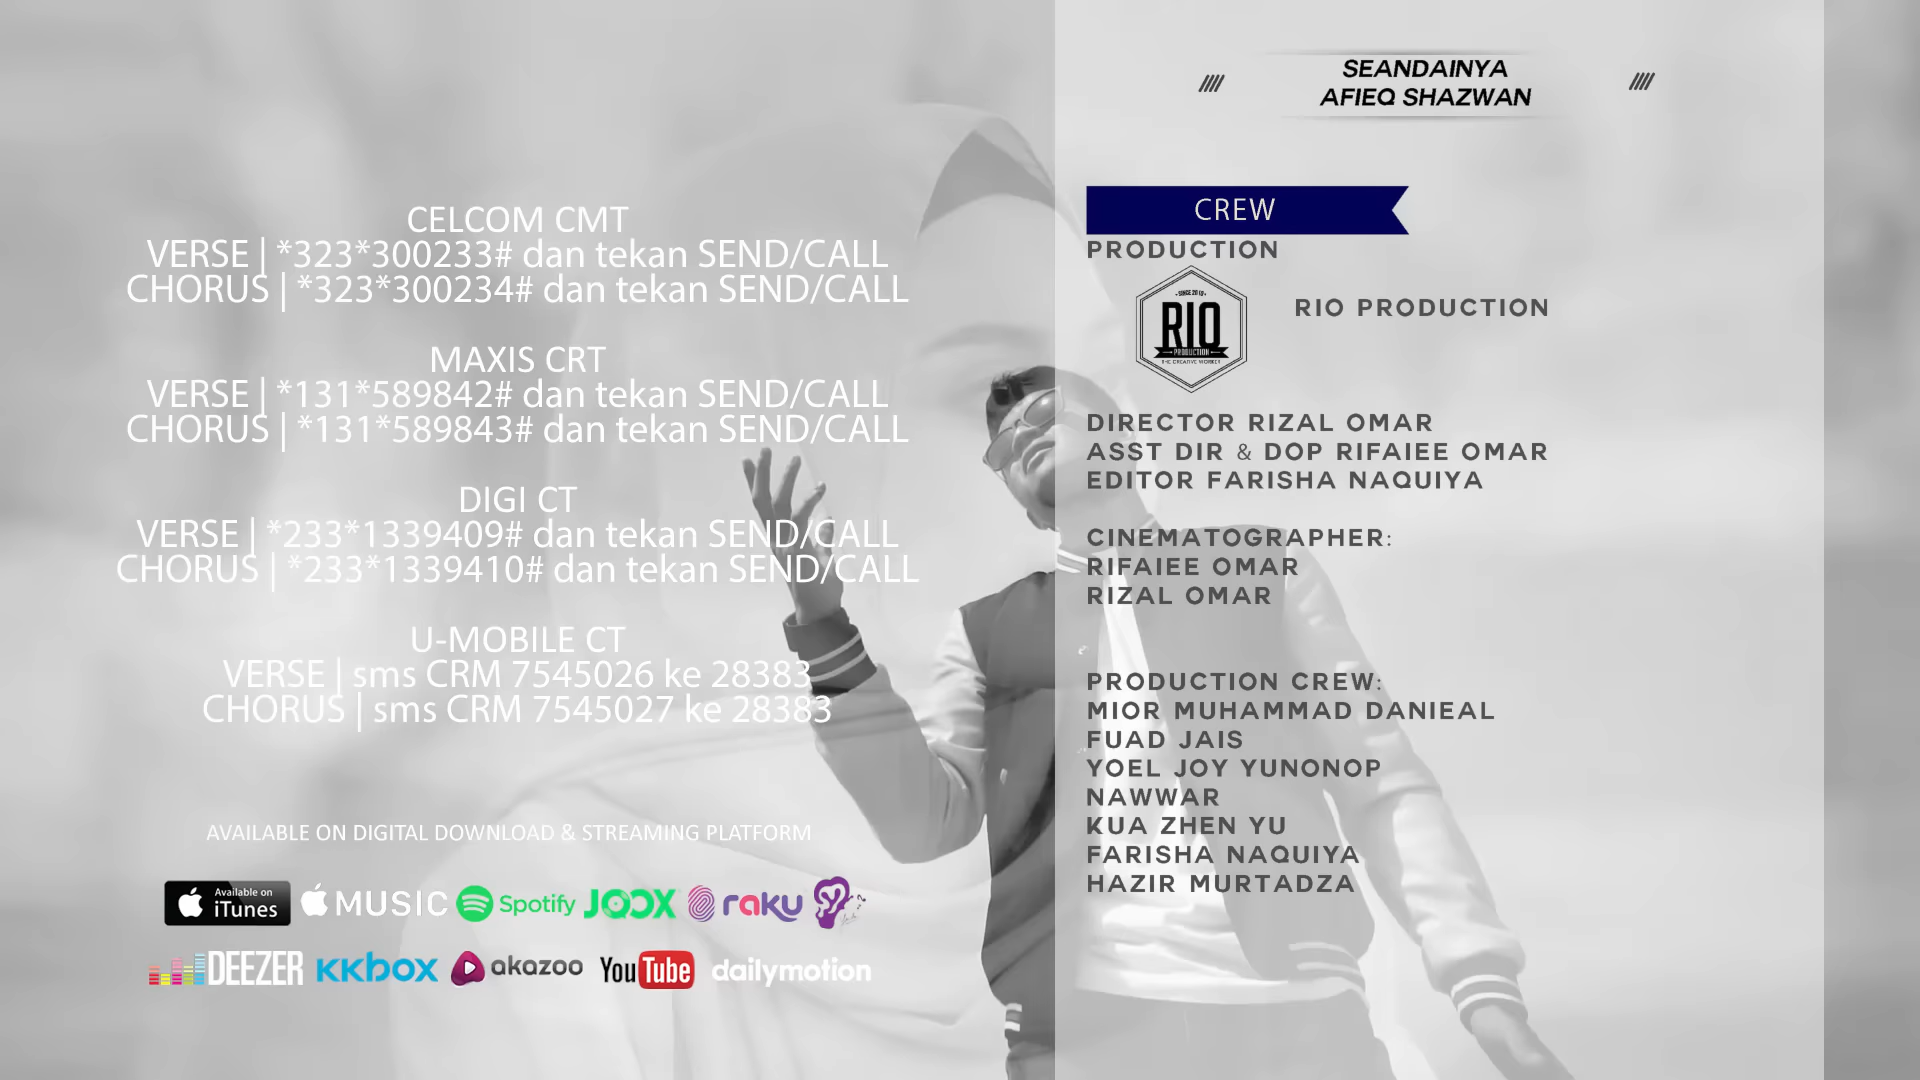 CELCOM CMT
VERSE | *323*300233# dan tekan SEND/CALL
CHORUS | *323*300234# dan tekan SEND/CALL
MAXIS CRT
VERSE | *131*589842# dan tekan SEND/CALL
CHORUS | *131*589843# dan tekan SEND/CALL
DIGI CT
VERSE | *233*1339409# dan tekan SEND/CALL
CHORUS | *233*1339410# dan tekan SEND/CALL
U-MOBILE CT
VERSE | sms CRM 7545026 ke 28383
CHORUS | sms CRM 7545027 ke 28383
AVAILABLE ON DIGITAL DOWNLOAD & STREAMING PLATFORM
Available on
iTunes
MUSIC
Spotify
JOOX
raku
DEEZER
KKBOX
akazoo
YouTube
dailymotion
SEANDAINYA
AFIEQ SHAZWAN
CREW
PRODUCTION
RIO
PRODUCTION
THE CREATIVE WORKER
RIO PRODUCTION
DIRECTOR RIZAL OMAR
ASST DIR & DOP RIFAIEE OMAR
EDITOR FARISHA NAQUIYA
CINEMATOGRAPHER:
RIFAIEE OMAR
RIZAL OMAR
PRODUCTION CREW:
MIOR MUHAMMAD DANIEAL
FUAD JAIS
YOEL JOY YUNONOP
NAWWAR
KUA ZHEN YU
FARISHA NAQUIYA
HAZIR MURTADZA